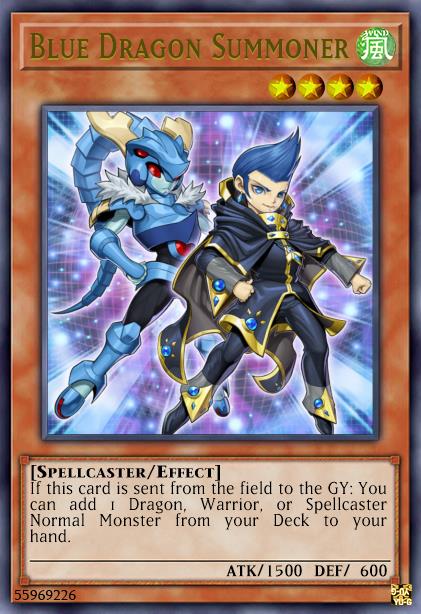 BLUE DRAGON SUMMONER
WIND
風
[SPELLCASTER/EFFECT]
If this card is sent from the field to the GY: You
can add 1 Dragon, Warrior, or Spellcaster
Normal Monster from your Deck to your
hand.
ATK/1500 DEF/ 600
55969226